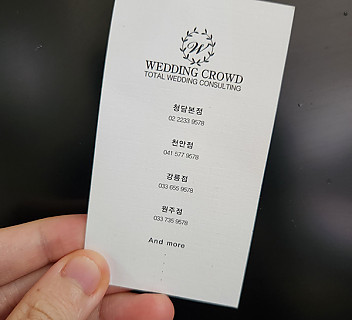 W
WEDDING CROWD
TOTAL WEDDING CONSULTING
청담본점
02 2233 9578
천안점
041 577 9578
강릉점
033 655 9578
원주점
033 735 9578
And more